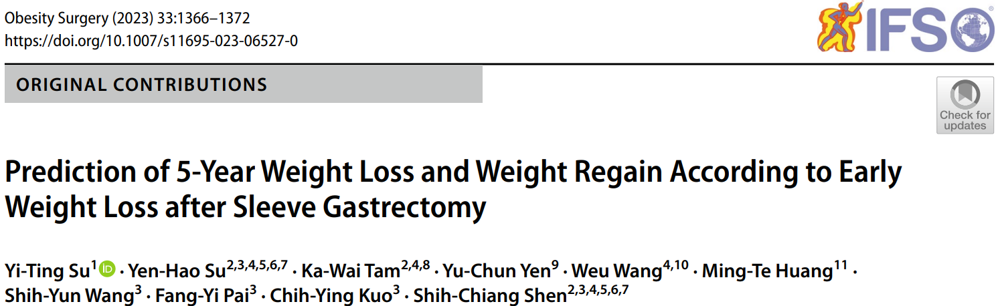 Obesity Surgery (2023) 33:1366–1372
https://doi.org/10.1007/s11695-023-06527-0
IFSO®
ORIGINAL CONTRIBUTIONS
Check for
updates
Prediction of 5-Year Weight Loss and Weight Regain According to Early
Weight Loss after Sleeve Gastrectomy
Yi-Ting Su1 iD · Yen-Hao Su2,3,4,5,6,7 · Ka-Wai Tam2,4,8 · Yu-Chun Yen9 · Weu Wang4,10 · Ming-Te Huang11 ·
Shih-Yun Wang3 · Fang-Yi Pai3 · Chih-Ying Kuo3 · Shih-Chiang Shen2,3,4,5,6,7